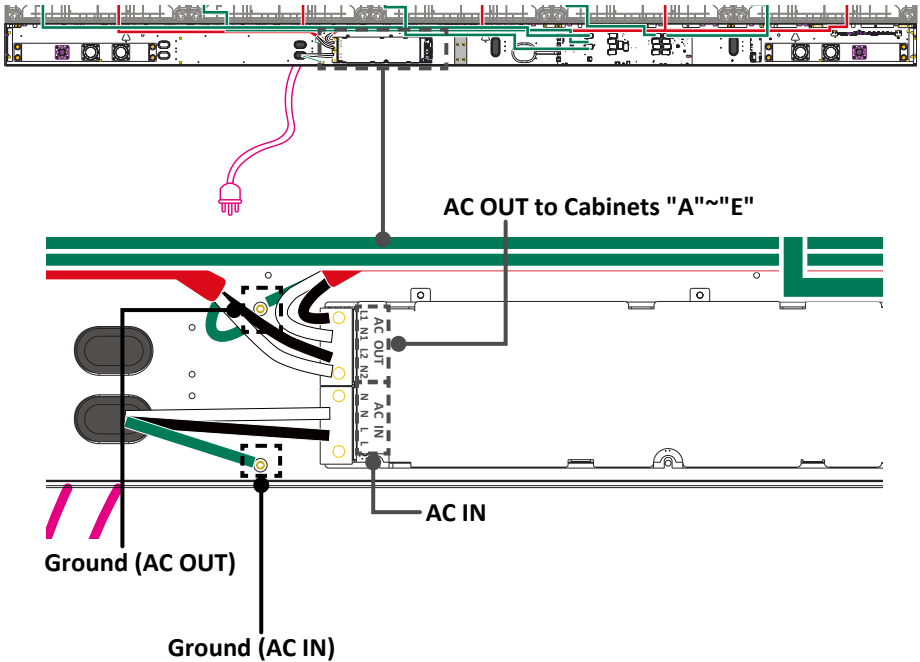 AC OUT to Cabinets "A"~"E"
AC OUT
L1 N1 L2 N2
AC IN
N N L L
AC IN
Ground (AC OUT)
Ground (AC IN)